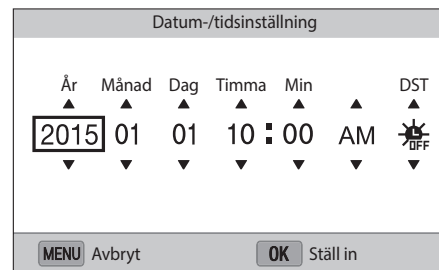 Datum-/tidsinställning
År Månad Dag Timma Min DST
2015 01 01 10:00 AM OFF
MENU Avbryt OK Ställ in